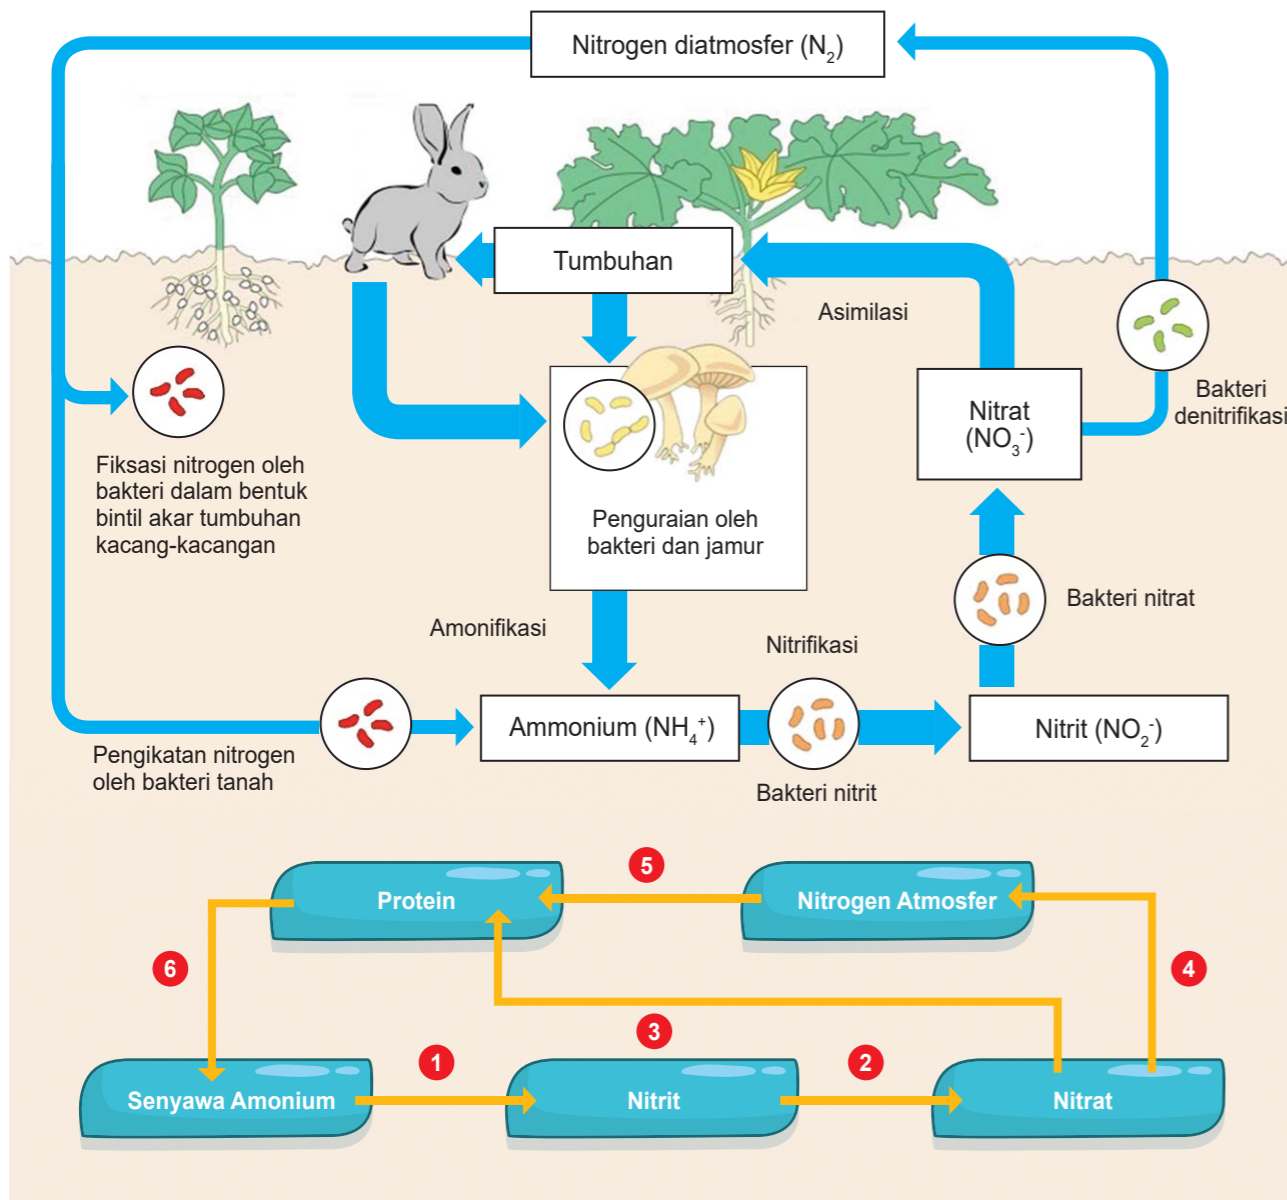 Nitrogen diatmosfer (N₂)
Tumbuhan
Asimilasi
Nitrat
(NO₃⁻)
Bakteri
denitrifikasi
Fiksasi nitrogen oleh
bakteri dalam bentuk
bintil akar tumbuhan
kacang-kacangan
Penguraian oleh
bakteri dan jamur
Bakteri nitrat
Amonifikasi
Nitrifikasi
Ammonium (NH₄⁺)
Nitrit (NO₂⁻)
Pengikatan nitrogen
oleh bakteri tanah
Bakteri nitrit
5
Protein
Nitrogen Atmosfer
6
4
3
1
2
Senyawa Amonium
Nitrit
Nitrat